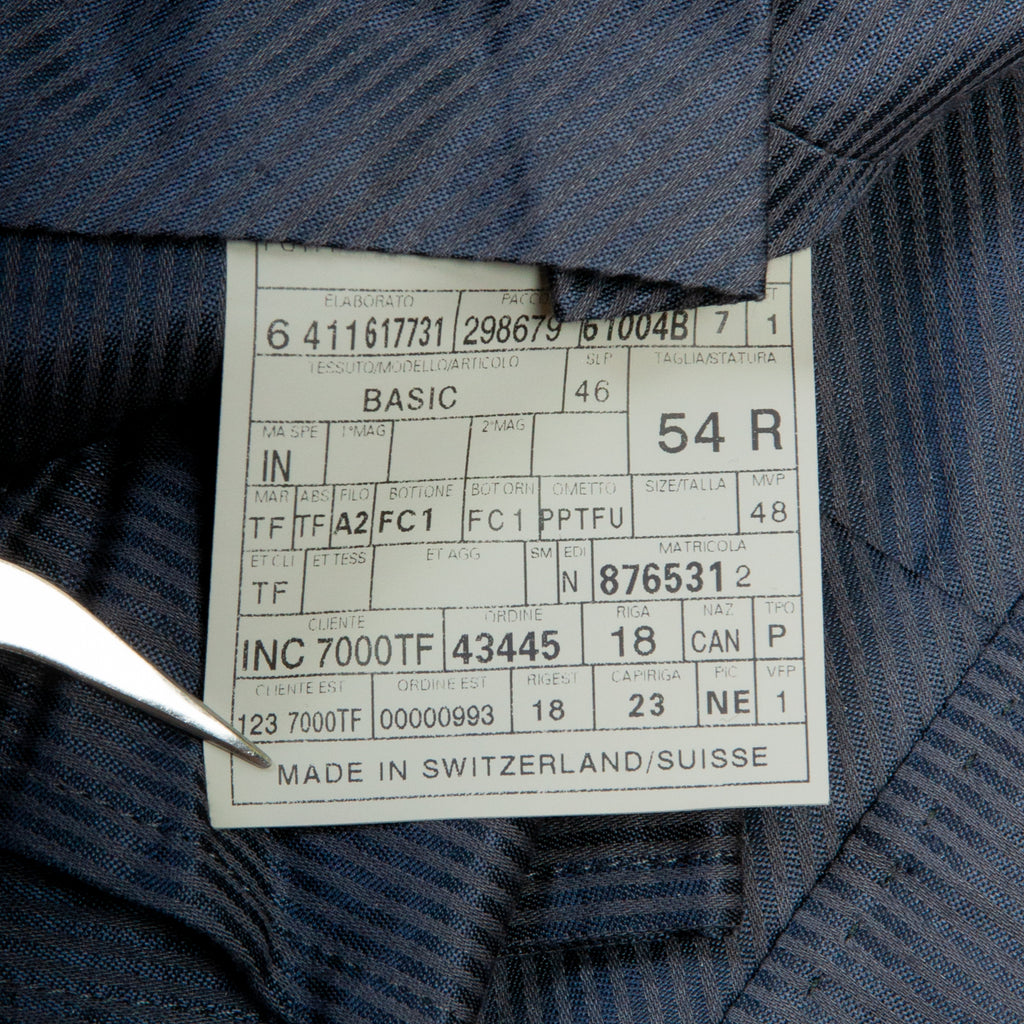 ELABORATO PACCO
6 411617731 298679 61004B 7 1
TESSUTO/MODELLO/ARTICOLO SLP TAGLIA/STATURA
BASIC 46
54 R
MA SPE 1°MAG 2°MAG
IN
MAR ABS FILO BOTTONE BOT ORN OMETTO SIZE/TALLA MVP
TF TF A2 FC1 FC1 PPTFU 48
ET CLI ET TESS ET AGG SM EDI MATRICOLA
TF N 876531 2
CLIENTE ORDINE RIGA NAZ TPO
INC 7000TF 43445 18 CAN P
CLIENTE EST ORDINE EST RIGEST CAPIRIGA PIC VFP
123 7000TF 00000993 18 23 NE 1
MADE IN SWITZERLAND/SUISSE